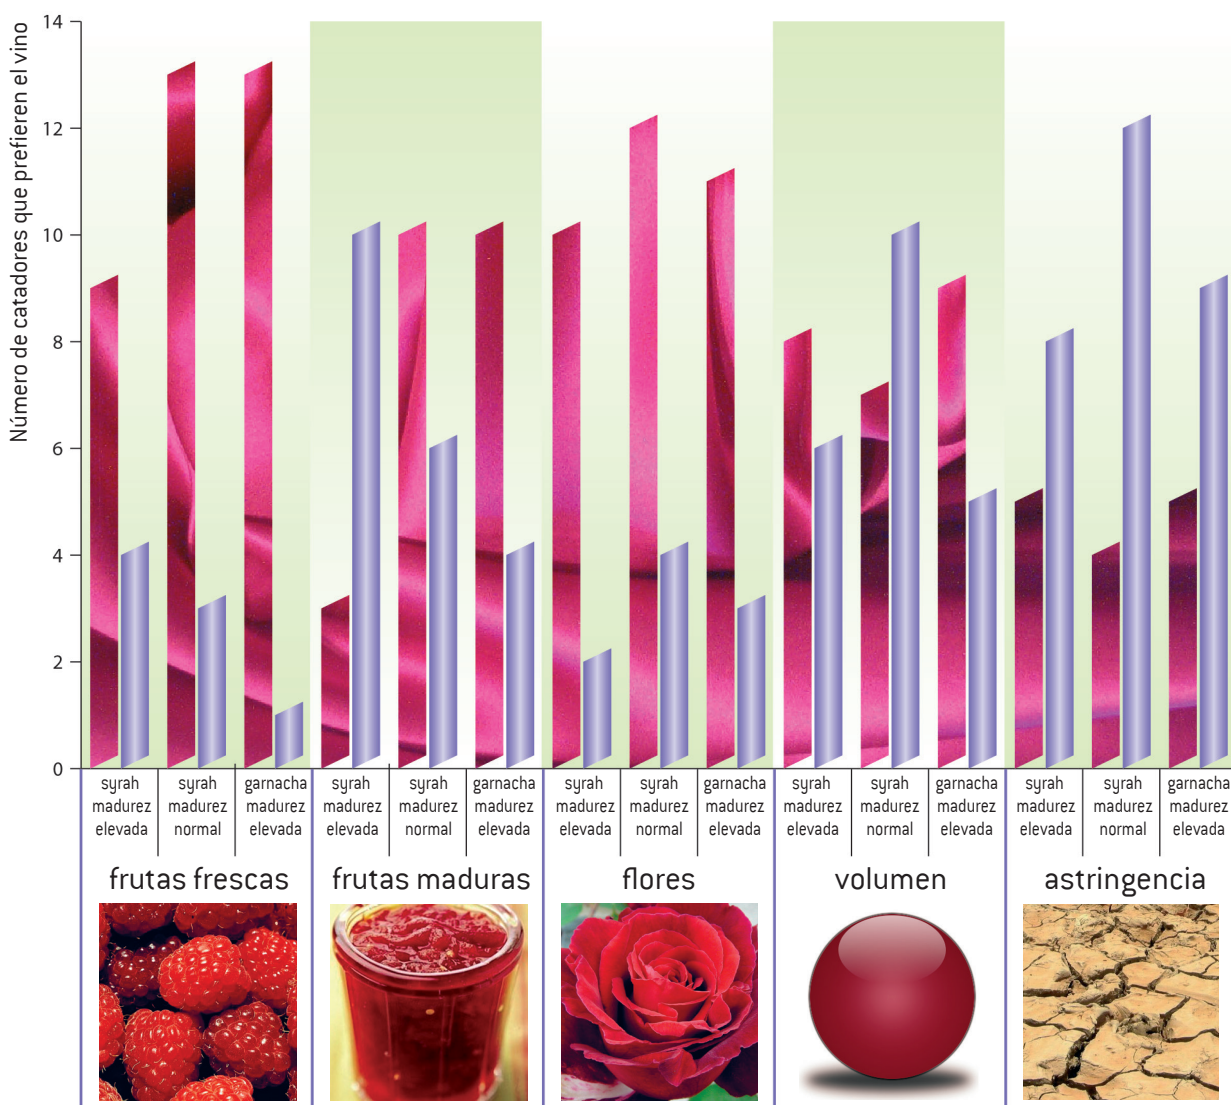 Número de catadores que prefieren el vino
14
12
10
8
6
4
2
0
syrah
madurez
elevada
syrah
madurez
normal
garnacha
madurez
elevada
syrah
madurez
elevada
syrah
madurez
normal
garnacha
madurez
elevada
syrah
madurez
elevada
syrah
madurez
normal
garnacha
madurez
elevada
syrah
madurez
elevada
syrah
madurez
normal
garnacha
madurez
elevada
syrah
madurez
elevada
syrah
madurez
normal
garnacha
madurez
elevada
frutas frescas
frutas maduras
flores
volumen
astringencia